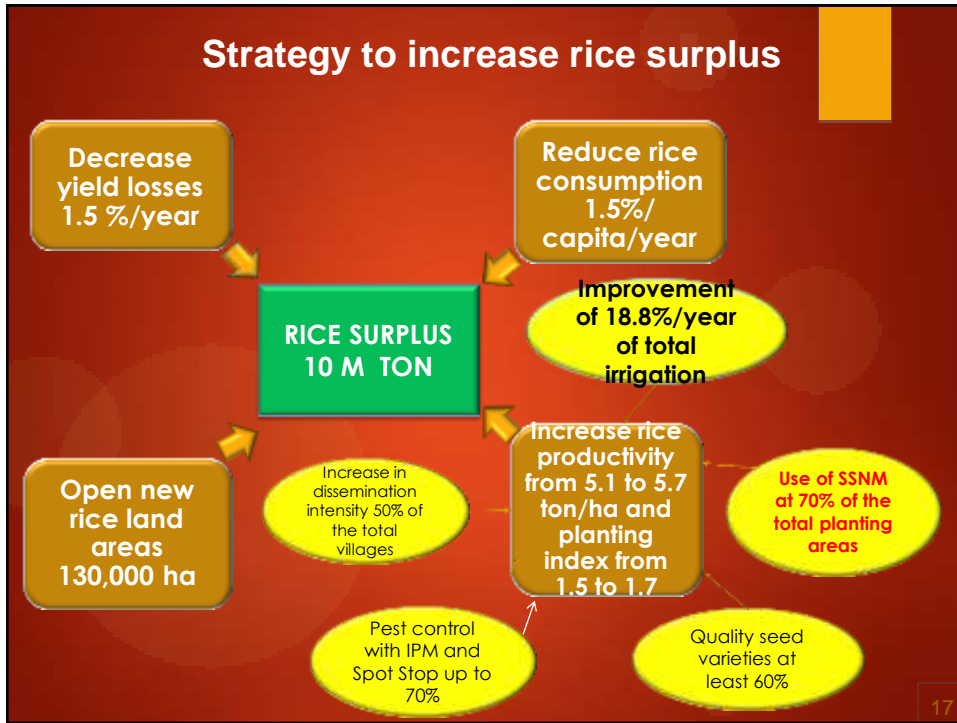 Strategy to increase rice surplus
Decrease
yield losses
1.5 %/year
Reduce rice
consumption
1.5%/
capita/year
Improvement
of 18.8%/year
of total
irrigation
RICE SURPLUS
10 M TON
Increase rice
productivity
from 5.1 to 5.7
ton/ha and
planting
index from
1.5 to 1.7
Increase in
dissemination
intensity 50% of
the total
villages
Use of SSNM
at 70% of the
total planting
areas
Open new
rice land
areas
130,000 ha
Pest control
with IPM and
Spot Stop up to
70%
Quality seed
varieties at
least 60%
17